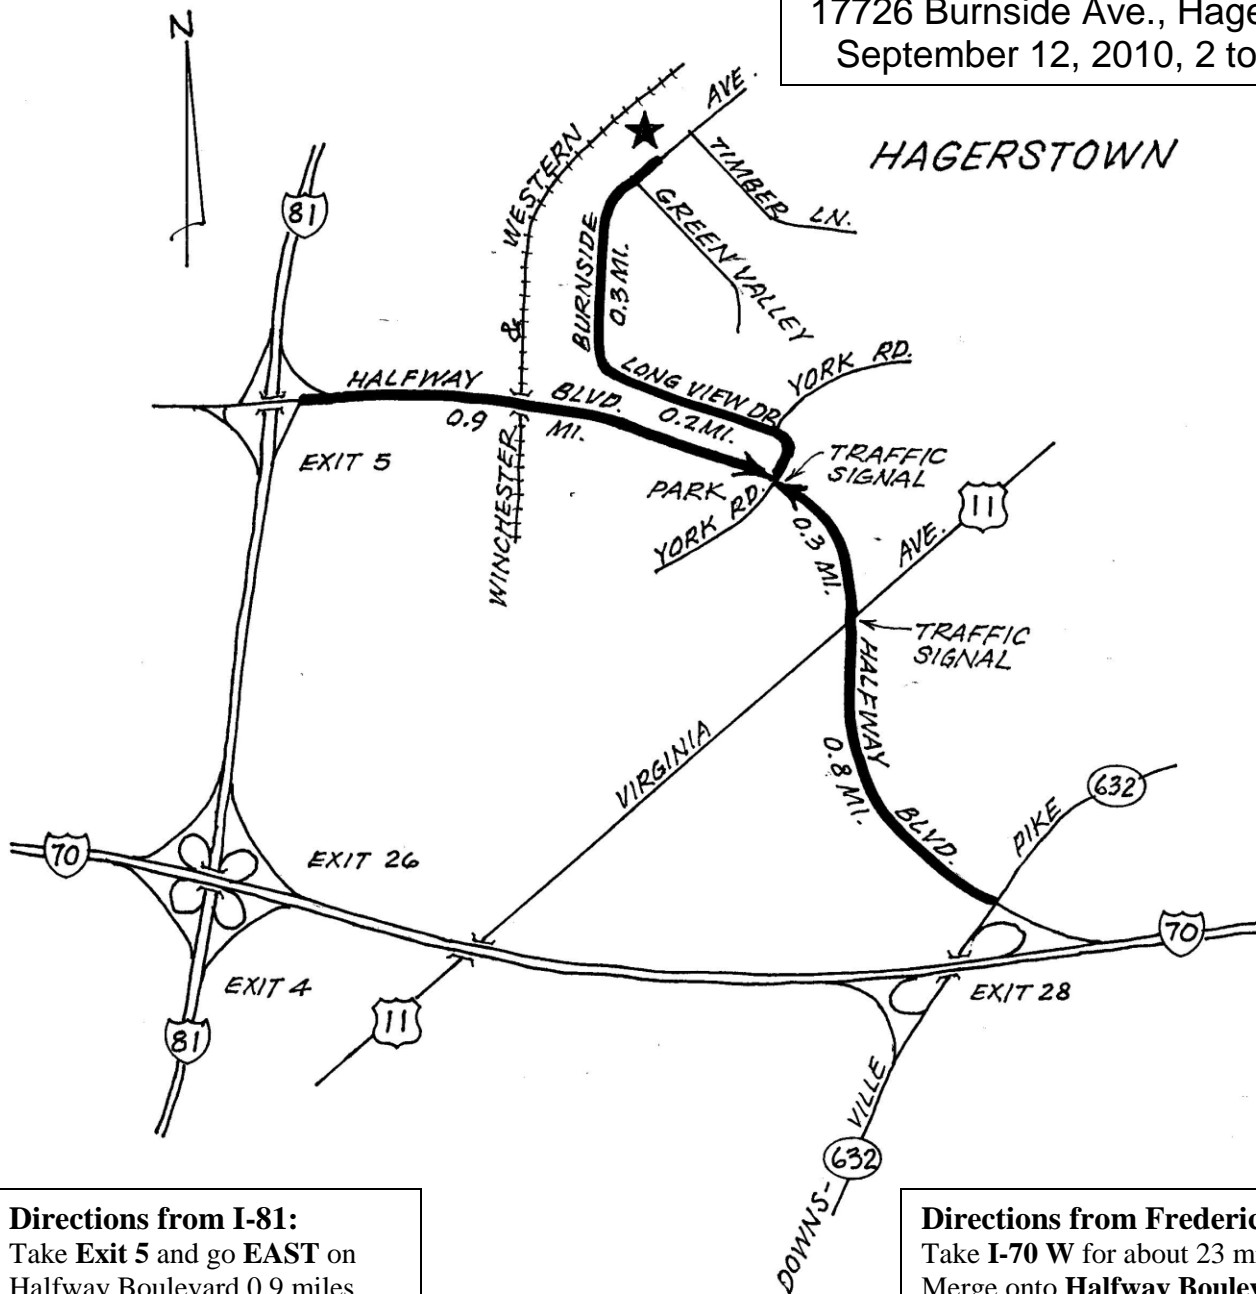 17726 Burnside Ave., Hage
September 12, 2010, 2 to
N
HAGERSTOWN
AVE.
TIMBER LN.
WESTERN
GREEN VALLEY
81
BURNSIDE
0.3 MI.
&
YORK RD.
HALFWAY BLVD.
0.9 MI.
LONG VIEW DR.
0.2 MI.
TRAFFIC
SIGNAL
EXIT 5
WINCHESTER
PARK
YORK RD.
11
0.3 MI.
AVE.
TRAFFIC
SIGNAL
HALFWAY
VIRGINIA
0.8 MI.
BLVD.
PIKE
632
70
EXIT 26
70
EXIT 4
EXIT 28
11
81
VILLE
632
DOWNS-
Directions from I-81:
Take Exit 5 and go EAST on
Halfway Boulevard 0.9 miles
Directions from Frederic
Take I-70 W for about 23 m
Merge onto Halfway Boulev